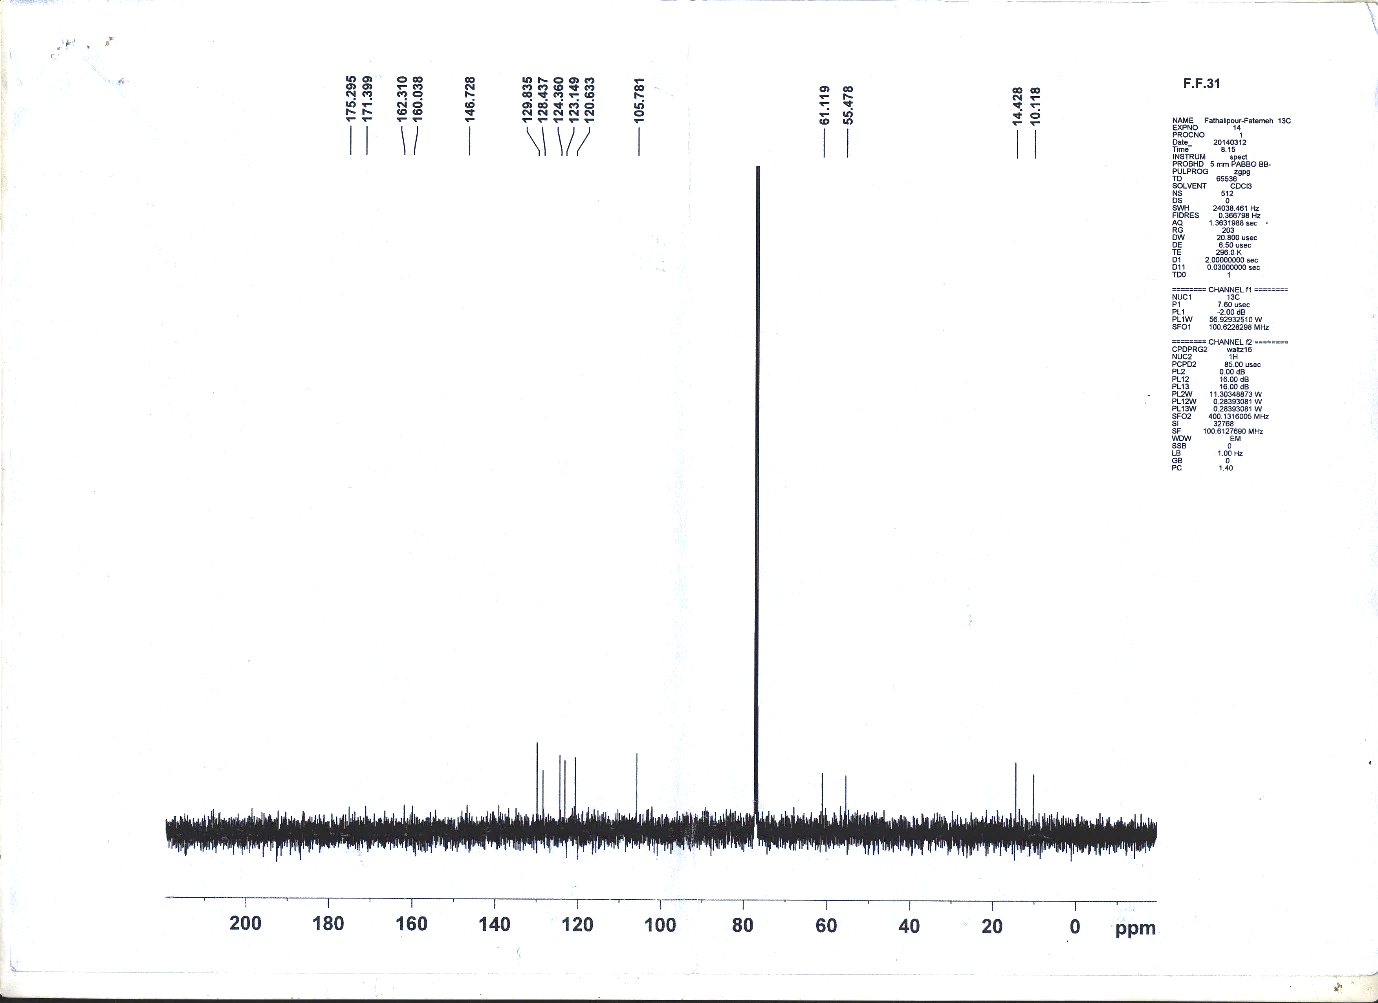 175.295
171.399
162.310
160.038
146.728
129.835
128.437
124.360
123.149
120.633
105.781
61.119
55.478
14.428
10.118
F.F.31
NAME Fathalipour-Fatemeh 13C
EXPNO 14
PROCNO 1
Date_ 20140312
Time 8.15
INSTRUM spect
PROBHD 5 mm PABBO BB-
PULPROG zgpg
TD 65536
SOLVENT CDCl3
NS 512
DS 0
SWH 24038.461 Hz
FIDRES 0.366798 Hz
AQ 1.3631988 sec
RG 203
DW 20.800 usec
DE 6.50 usec
TE 296.0 K
D1 2.00000000 sec
D11 0.03000000 sec
TD0 1
======== CHANNEL f1 ========
NUC1 13C
P1 7.60 usec
PL1 -2.00 dB
PL1W 56.92932510 W
SFO1 100.6228298 MHz
======== CHANNEL f2 ========
CPDPRG2 waltz16
NUC2 1H
PCPD2 85.00 usec
PL2 0.00 dB
PL12 16.00 dB
PL13 16.00 dB
PL2W 11.30348873 W
PL12W 0.28393081 W
PL13W 0.28393081 W
SFO2 400.1316005 MHz
SI 32768
SF 100.6127690 MHz
WDW EM
SSB 0
LB 1.00 Hz
GB 0
PC 1.40
200 180 160 140 120 100 80 60 40 20 0 ppm